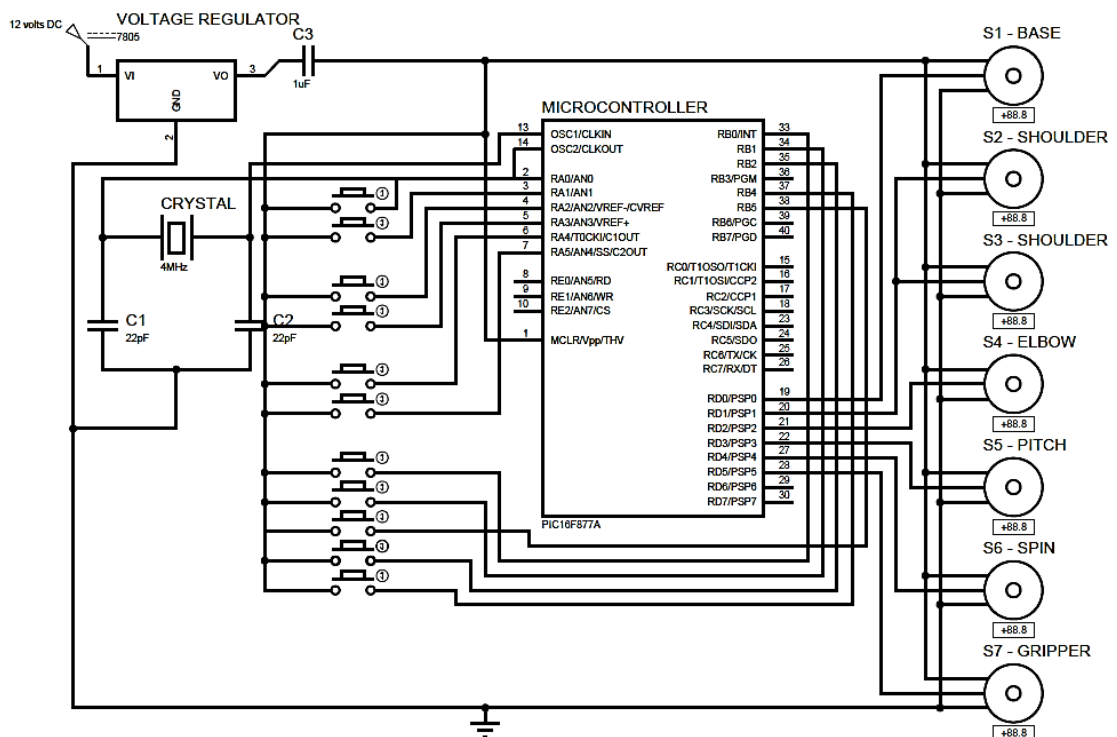 12 volts DC
VOLTAGE REGULATOR
7805
C3
1uF
1
VI
VO
3
GND
2
CRYSTAL
4MHz
C1
22pF
C2
22pF
MICROCONTROLLER
13
OSC1/CLKIN
14
OSC2/CLKOUT
2
RA0/AN0
3
RA1/AN1
4
RA2/AN2/VREF-/CVREF
5
RA3/AN3/VREF+
6
RA4/T0CKI/C1OUT
7
RA5/AN4/SS/C2OUT
8
RE0/AN5/RD
9
RE1/AN6/WR
10
RE2/AN7/CS
1
MCLR/Vpp/THV
RB0/INT
33
RB1
34
RB2
35
RB3/PGM
36
RB4
37
RB5
38
RB6/PGC
39
RB7/PGD
40
RC0/T1OSO/T1CKI
15
RC1/T1OSI/CCP2
16
RC2/CCP1
17
RC3/SCK/SCL
18
RC4/SDI/SDA
23
RC5/SDO
24
RC6/TX/CK
25
RC7/RX/DT
26
RD0/PSP0
19
RD1/PSP1
20
RD2/PSP2
21
RD3/PSP3
22
RD4/PSP4
27
RD5/PSP5
28
RD6/PSP6
29
RD7/PSP7
30
PIC16F877A
S1 - BASE
+88.8
S2 - SHOULDER
+88.8
S3 - SHOULDER
+88.8
S4 - ELBOW
+88.8
S5 - PITCH
+88.8
S6 - SPIN
+88.8
S7 - GRIPPER
+88.8